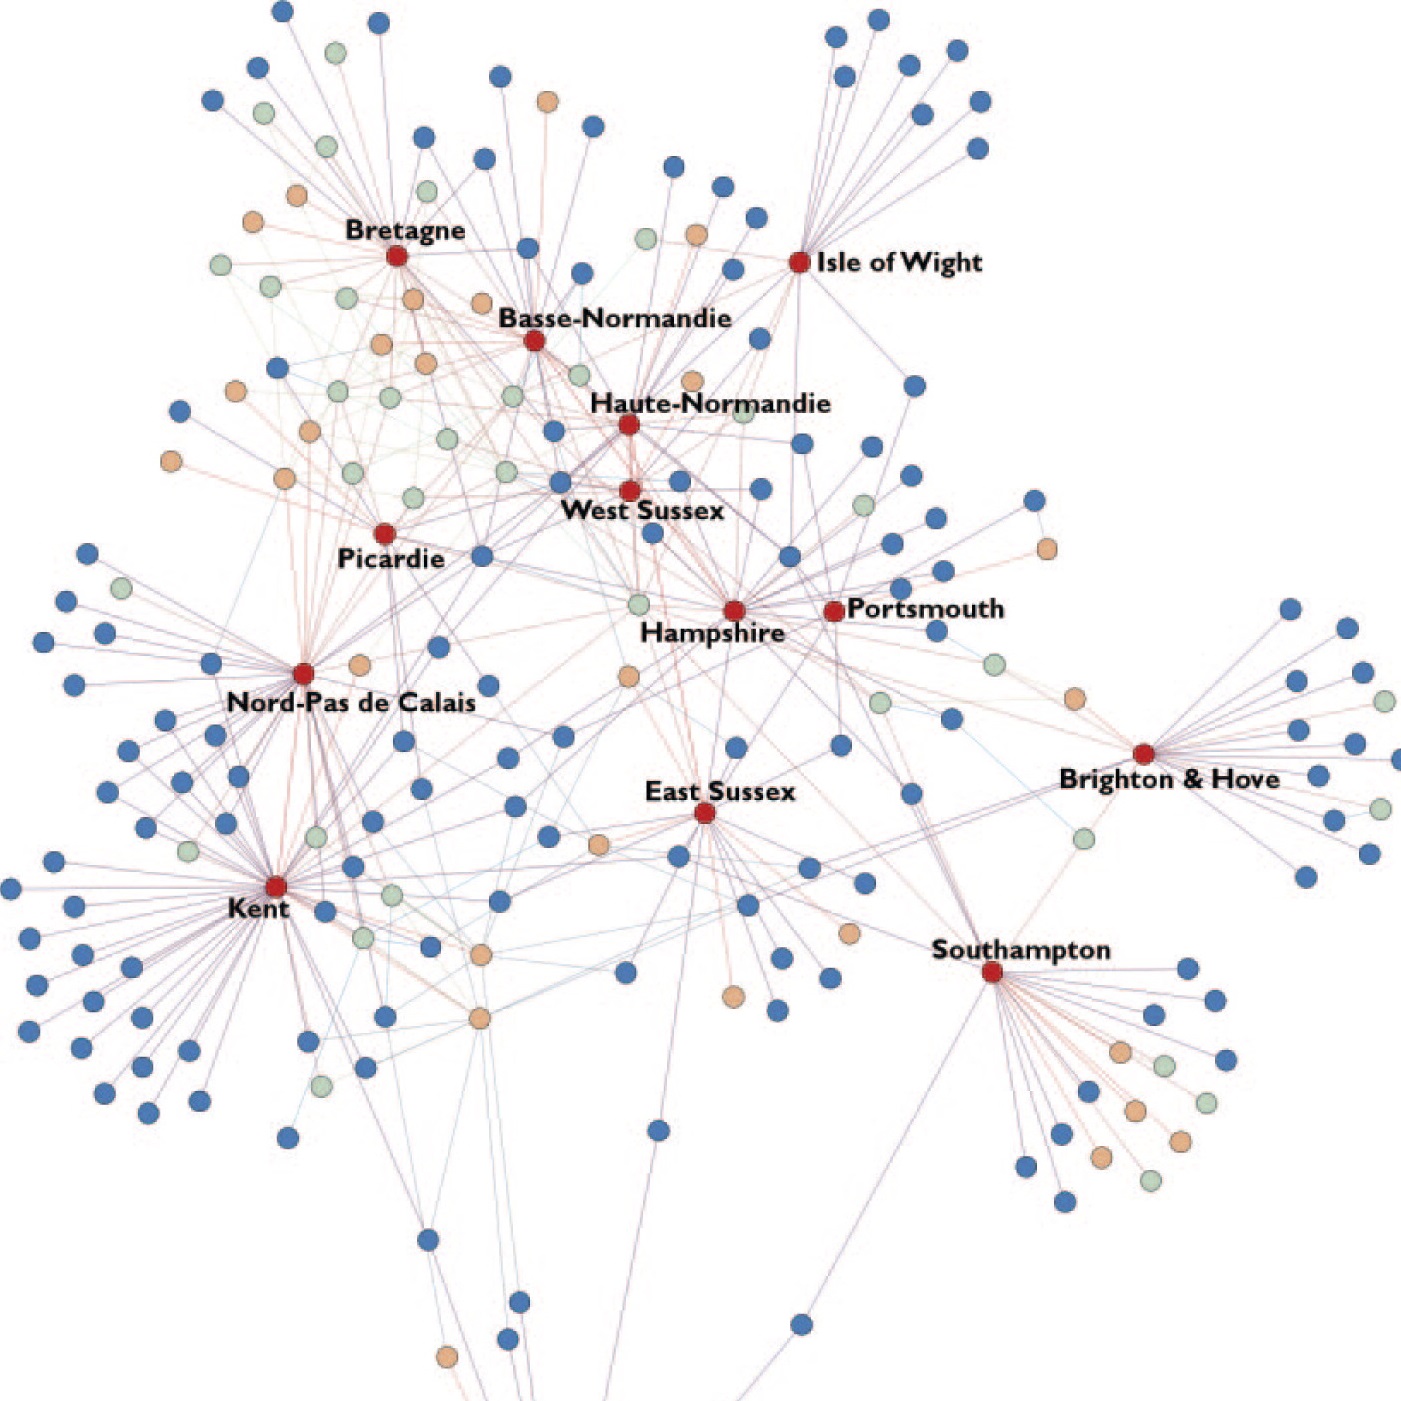 Bretagne
Isle of Wight
Basse-Normandie
Haute-Normandie
West Sussex
Picardie
Portsmouth
Hampshire
Nord-Pas de Calais
Brighton & Hove
East Sussex
Kent
Southampton